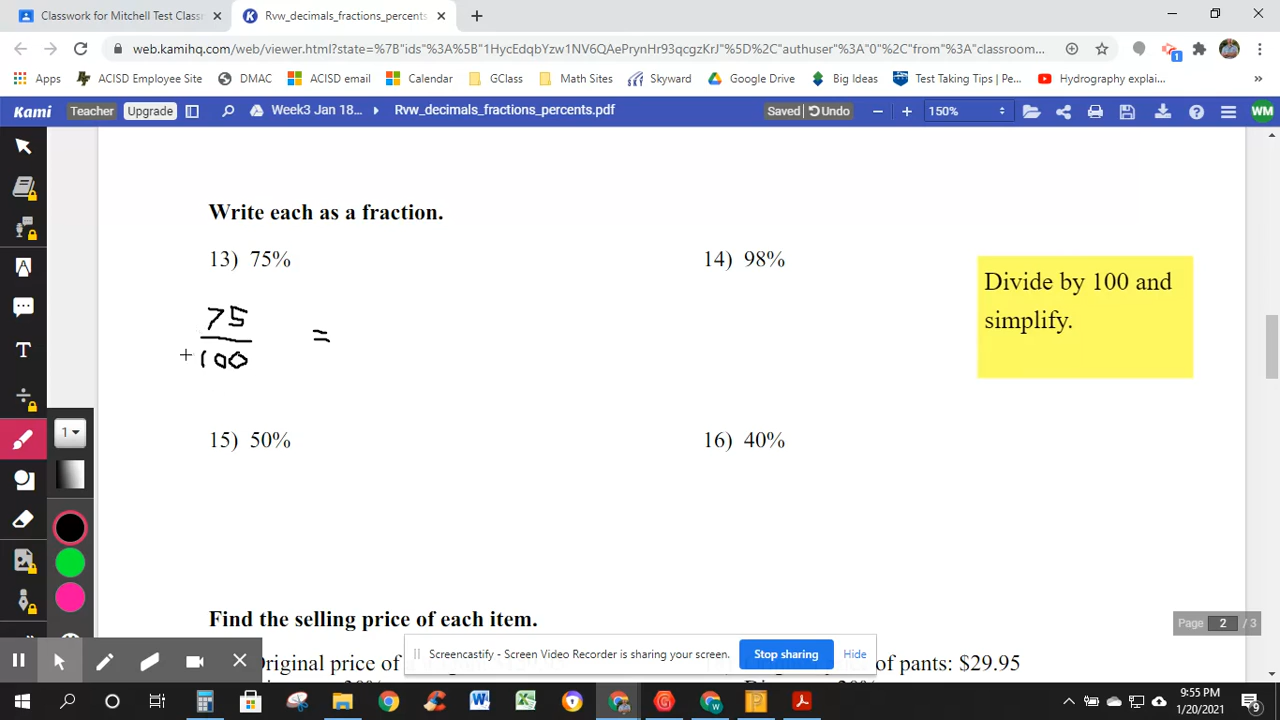 Classwork for Mitchell Test Class
Rvw_decimals_fractions_percents
web.kamihq.com/web/viewer.html?state=%7B"ids"%3A%5B"1HycEdqbYzw1NV6QAePrynHr93qcgzKrJ"%5D%2C"authuser"%3A"0"%2C"from"%3A"classroom...
1
Apps
ACISD Employee Site
DMAC
ACISD email
Calendar
GClass
Math Sites
Skyward
Google Drive
Big Ideas
Test Taking Tips | Pe...
Hydrography explai...
»
Kami
Teacher
Upgrade
Week3 Jan 18...
Rvw_decimals_fractions_percents.pdf
Saved
Undo
150%
WM
Write each as a fraction.
13) 75%
14) 98%
Divide by 100 and
simplify.
75
=
100
1
15) 50%
16) 40%
Find the selling price of each item.
Page 2 / 3
Screencastify - Screen Video Recorder is sharing your screen.
Stop sharing
Hide
Original price of
of pants: $29.95
9:55 PM
1/20/2021
9